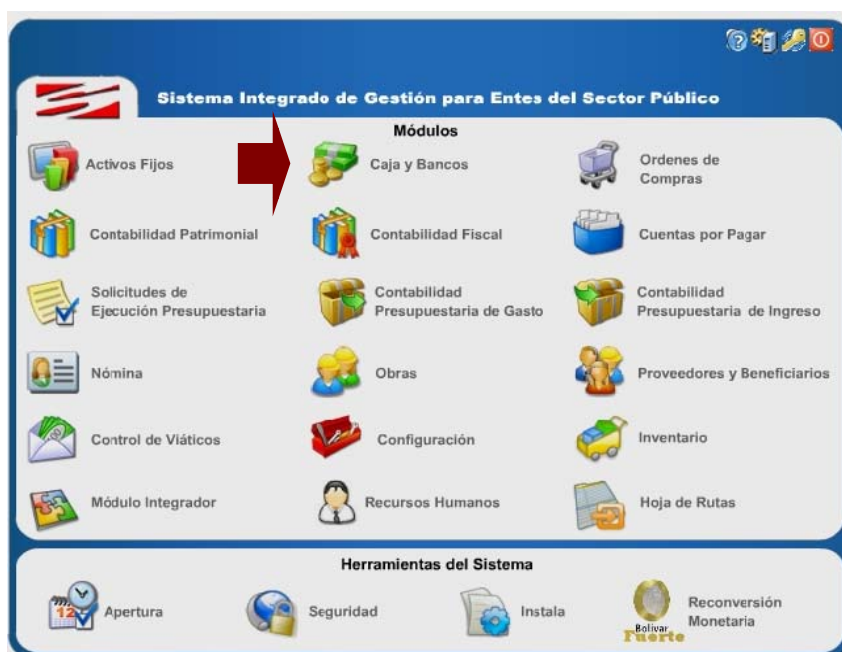 Sistema Integrado de Gestión para Entes del Sector Público
Módulos
Activos Fijos
Caja y Bancos
Ordenes de
Compras
Contabilidad Patrimonial
Contabilidad Fiscal
Cuentas por Pagar
Solicitudes de
Ejecución Presupuestaria
Contabilidad
Presupuestaria de Gasto
Contabilidad
Presupuestaria de Ingreso
Nómina
Obras
Proveedores y Beneficiarios
Control de Viáticos
Configuración
Inventario
Módulo Integrador
Recursos Humanos
Hoja de Rutas
Herramientas del Sistema
12
Apertura
Seguridad
Instala
Bolívar
Fuerte
Reconversión
Monetaria